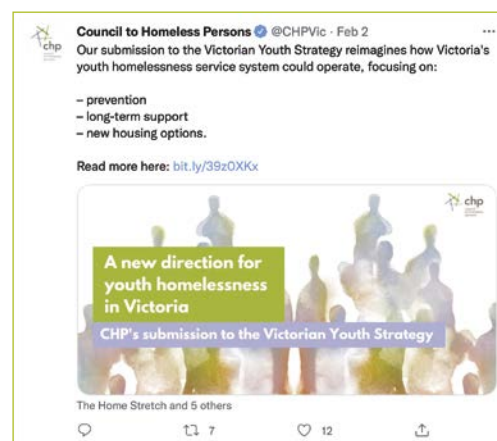 Council to Homeless Persons @CHPVic · Feb 2
Our submission to the Victorian Youth Strategy reimagines how Victoria's
youth homelessness service system could operate, focusing on:
– prevention
– long-term support
– new housing options.
Read more here: bit.ly/39zOXKx
chp
chp
A new direction for
youth homelessness
in Victoria
CHP's submission to the Victorian Youth Strategy
The Home Stretch and 5 others
7
12